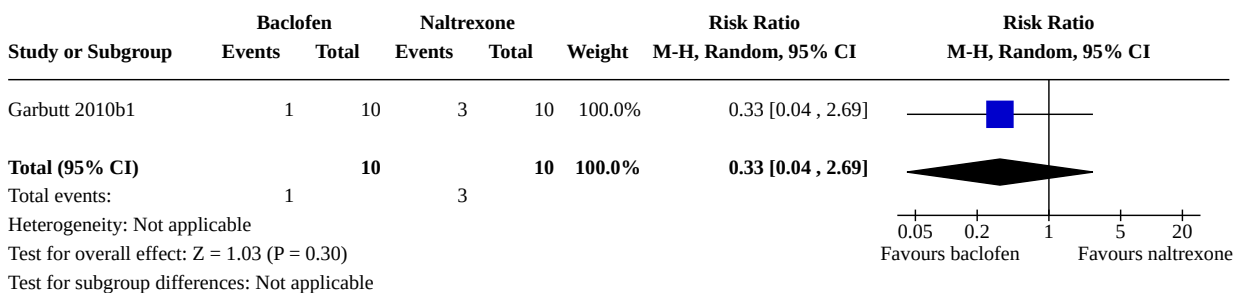 Baclofen Naltrexone Risk Ratio Risk Ratio
Study or Subgroup Events Total Events Total Weight M-H, Random, 95% CI M-H, Random, 95% CI
Garbutt 2010b1 1 10 3 10 100.0% 0.33 [0.04 , 2.69]
Total (95% CI) 10 10 100.0% 0.33 [0.04 , 2.69]
Total events: 1 3
Heterogeneity: Not applicable
0.05 0.2 1 5 20
Test for overall effect: Z = 1.03 (P = 0.30) Favours baclofen Favours naltrexone
Test for subgroup differences: Not applicable